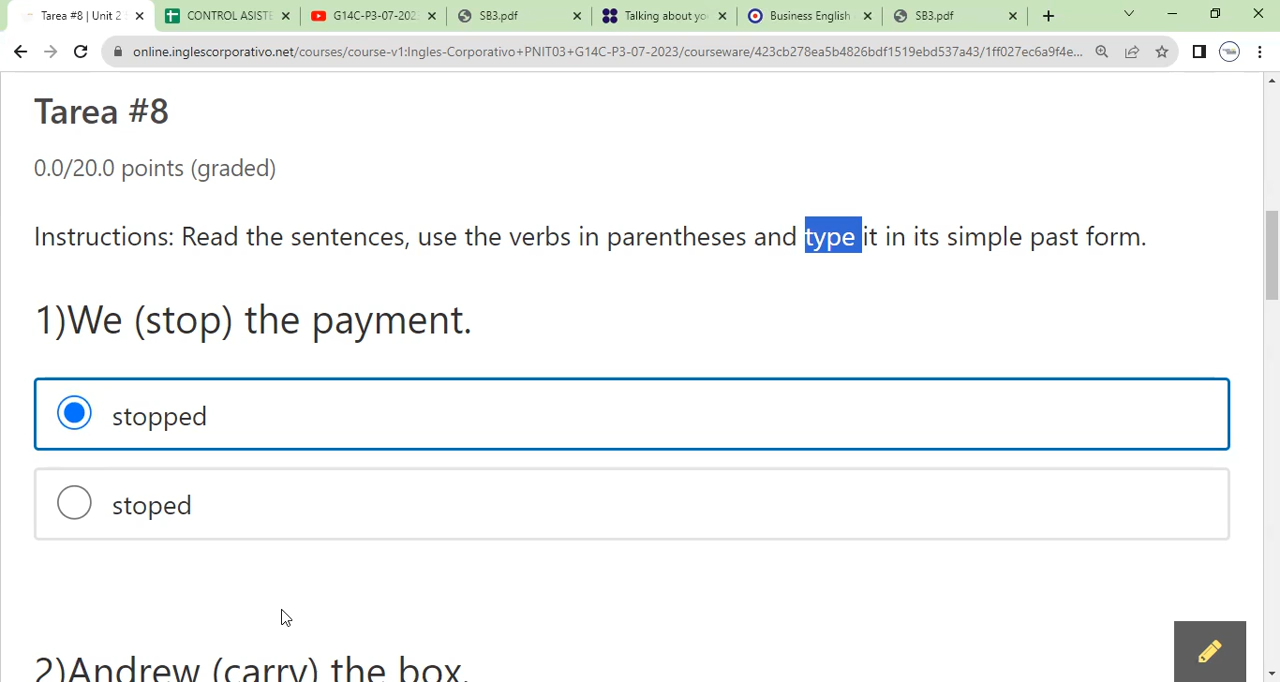 Tarea #8 | Unit 2
CONTROL ASISTE
G14C-P3-07-202
SB3.pdf
Talking about yo
Business English
SB3.pdf
online.inglescorporativo.net/courses/course-v1:Ingles-Corporativo+PNIT03+G14C-P3-07-2023/courseware/423cb278ea5b4826bdf1519ebd537a43/1ff027ec6a9f4e...
Tarea #8
0.0/20.0 points (graded)
Instructions: Read the sentences, use the verbs in parentheses and type it in its simple past form.
1)We (stop) the payment.
stopped
stoped
2)Andrew (carry) the box.